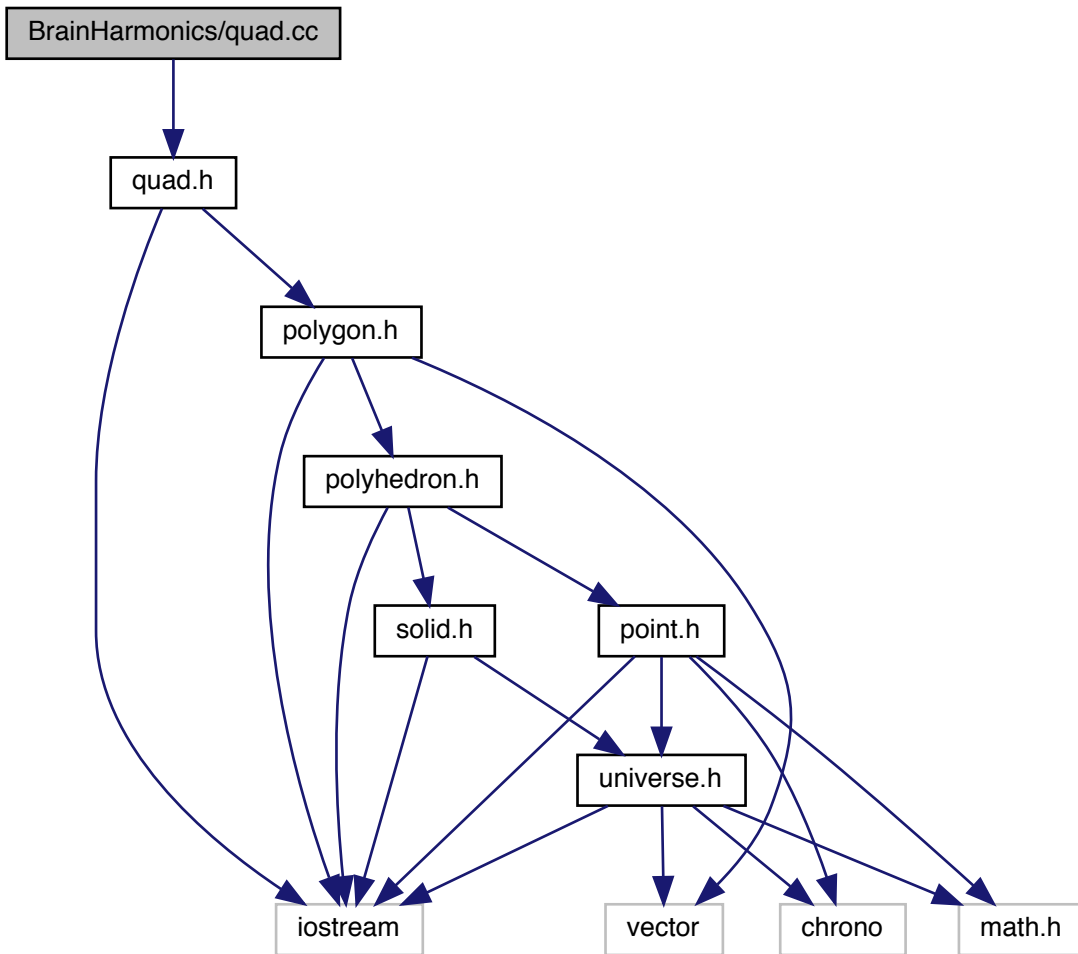 BrainHarmonics/quad.cc
quad.h
polygon.h
polyhedron.h
solid.h
point.h
universe.h
iostream
vector
chrono
math.h